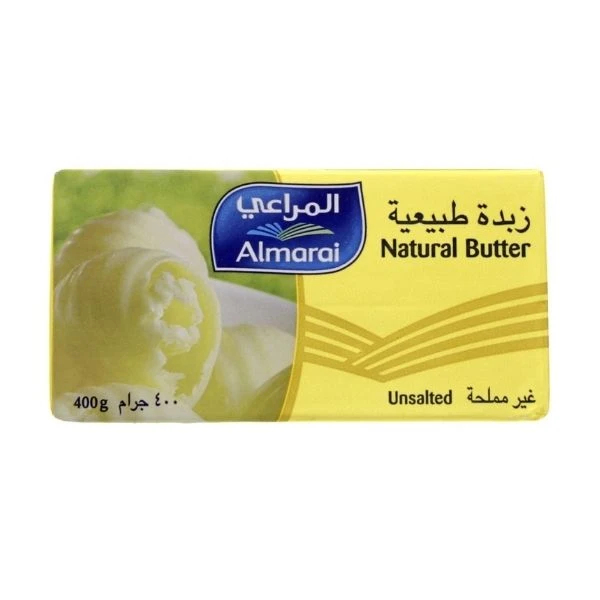 المراعي
Almarai
زبدة طبيعية
Natural Butter
400g ٤٠٠ جرام
Unsalted غير مملحة